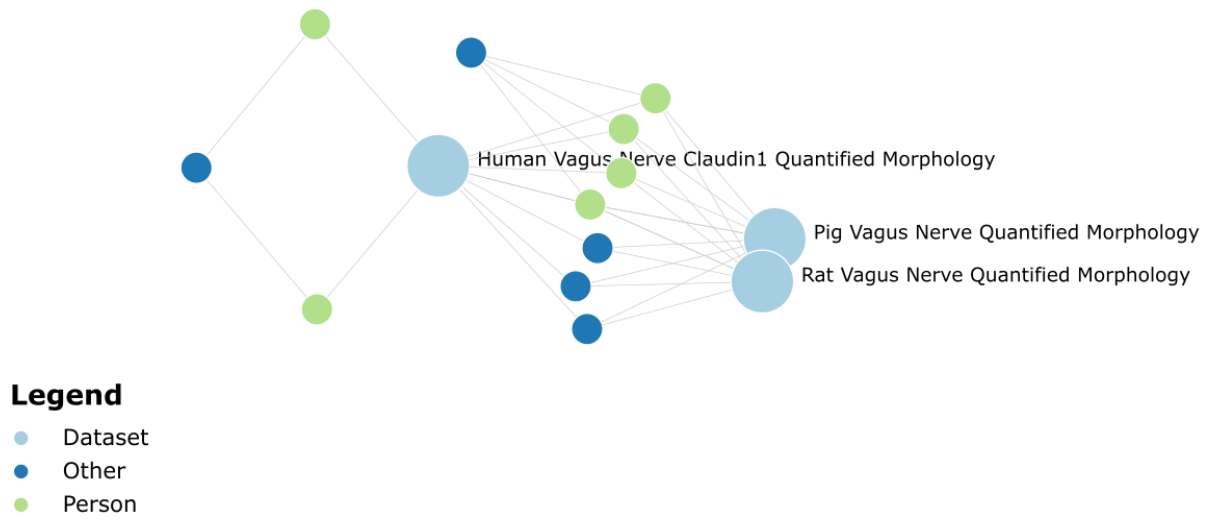 Human Vagus Nerve Claudin1 Quantified Morphology
Pig Vagus Nerve Quantified Morphology
Rat Vagus Nerve Quantified Morphology
Legend
Dataset
Other
Person